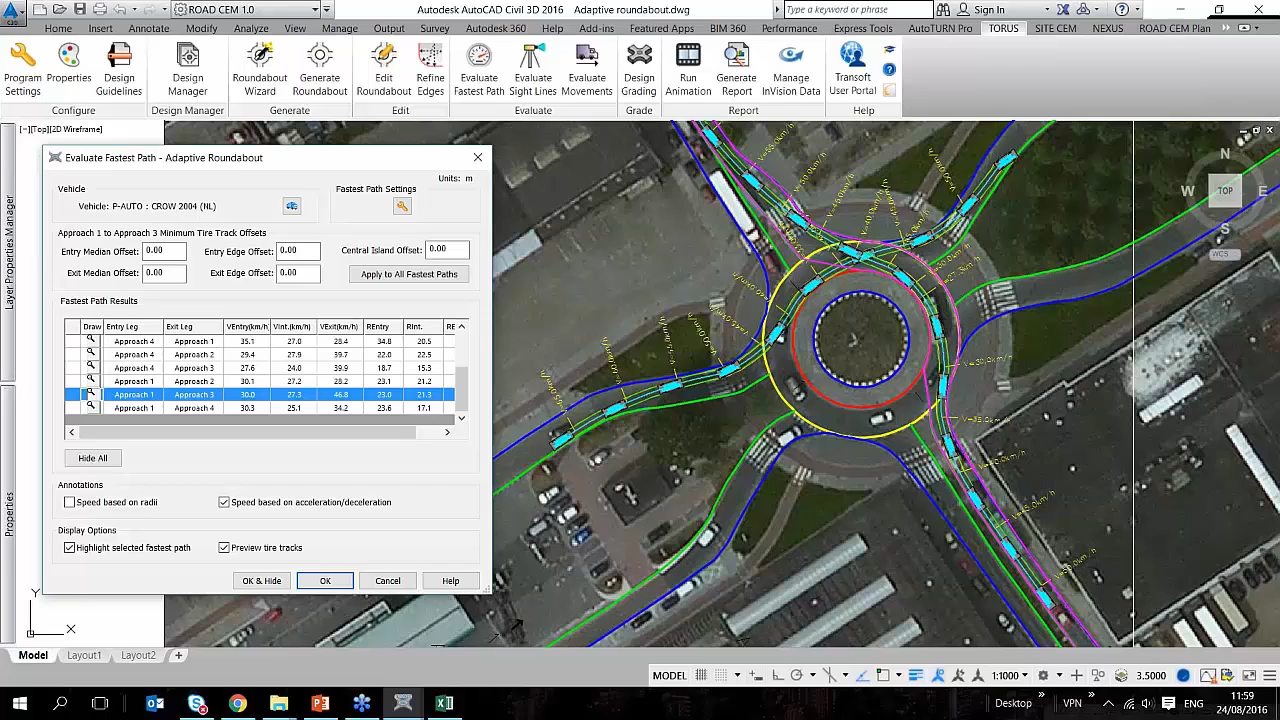 ROAD CEM 1.0
Autodesk AutoCAD Civil 3D 2016 Adaptive roundabout.dwg
Type a keyword or phrase
Sign In
Home Insert Annotate Modify Analyze View Manage Output Survey Autodesk 360 Help Add-ins Featured Apps BIM 360 Performance Express Tools AutoTURN Pro TORUS SITE CEM NEXUS ROAD CEM Plan
Program Settings
Properties
Design Guidelines
Design Manager
Roundabout Wizard
Generate Roundabout
Edit Roundabout
Refine Edges
Evaluate Fastest Path
Evaluate Sight Lines
Evaluate Movements
Design Grading
Run Animation
Generate Report
Manage InVision Data
Transoft User Portal
Configure Design Manager Generate Edit Evaluate Grade Report Help
[−][Top][2D Wireframe]
Layer Properties Manager
Properties
Evaluate Fastest Path - Adaptive Roundabout
Units: m
Vehicle
Vehicle: P-AUTO : CROW 2004 (NL)
Fastest Path Settings
Approach 1 to Approach 3 Minimum Tire Track Offsets
Entry Median Offset: 0.00 Entry Edge Offset: 0.00 Central Island Offset: 0.00
Exit Median Offset: 0.00 Exit Edge Offset: 0.00 Apply to All Fastest Paths
Fastest Path Results
Draw Entry Leg Exit Leg VEntry(km/h) VInt.(km/h) VExit(km/h) REntry RInt. RE
Approach 4 Approach 1 35.1 27.0 28.4 34.8 20.5
Approach 4 Approach 2 29.4 27.9 39.7 22.0 22.5
Approach 4 Approach 3 27.6 24.0 39.9 18.7 15.3
Approach 1 Approach 2 30.1 27.2 28.2 23.1 21.2
Approach 1 Approach 3 30.0 27.3 46.8 23.0 21.3
Approach 1 Approach 4 30.3 25.1 34.2 23.6 17.1
Hide All
Annotations
Speed based on radii
Speed based on acceleration/deceleration
Display Options
Highlight selected fastest path
Preview tire tracks
OK & Hide OK Cancel Help
N
W TOP E
S
WCS
Y
X
Model Layout1 Layout2 +
MODEL 1:1000 3.5000
Desktop VPN ENG
11:59
24/08/2016